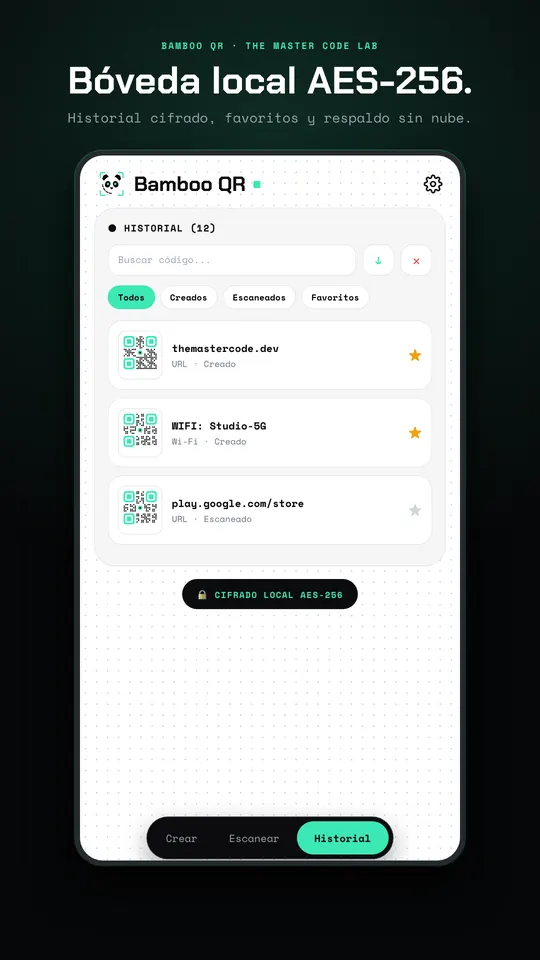 BAMBOO QR · THE MASTER CODE LAB
Bóveda local AES-256.
Historial cifrado, favoritos y respaldo sin nube.
Bamboo QR
HISTORIAL (12)
Buscar código...
Todos
Creados
Escaneados
Favoritos
themastercode.dev
URL · Creado
WIFI: Studio-5G
Wi-Fi · Creado
play.google.com/store
URL · Escaneado
CIFRADO LOCAL AES-256
Crear
Escanear
Historial